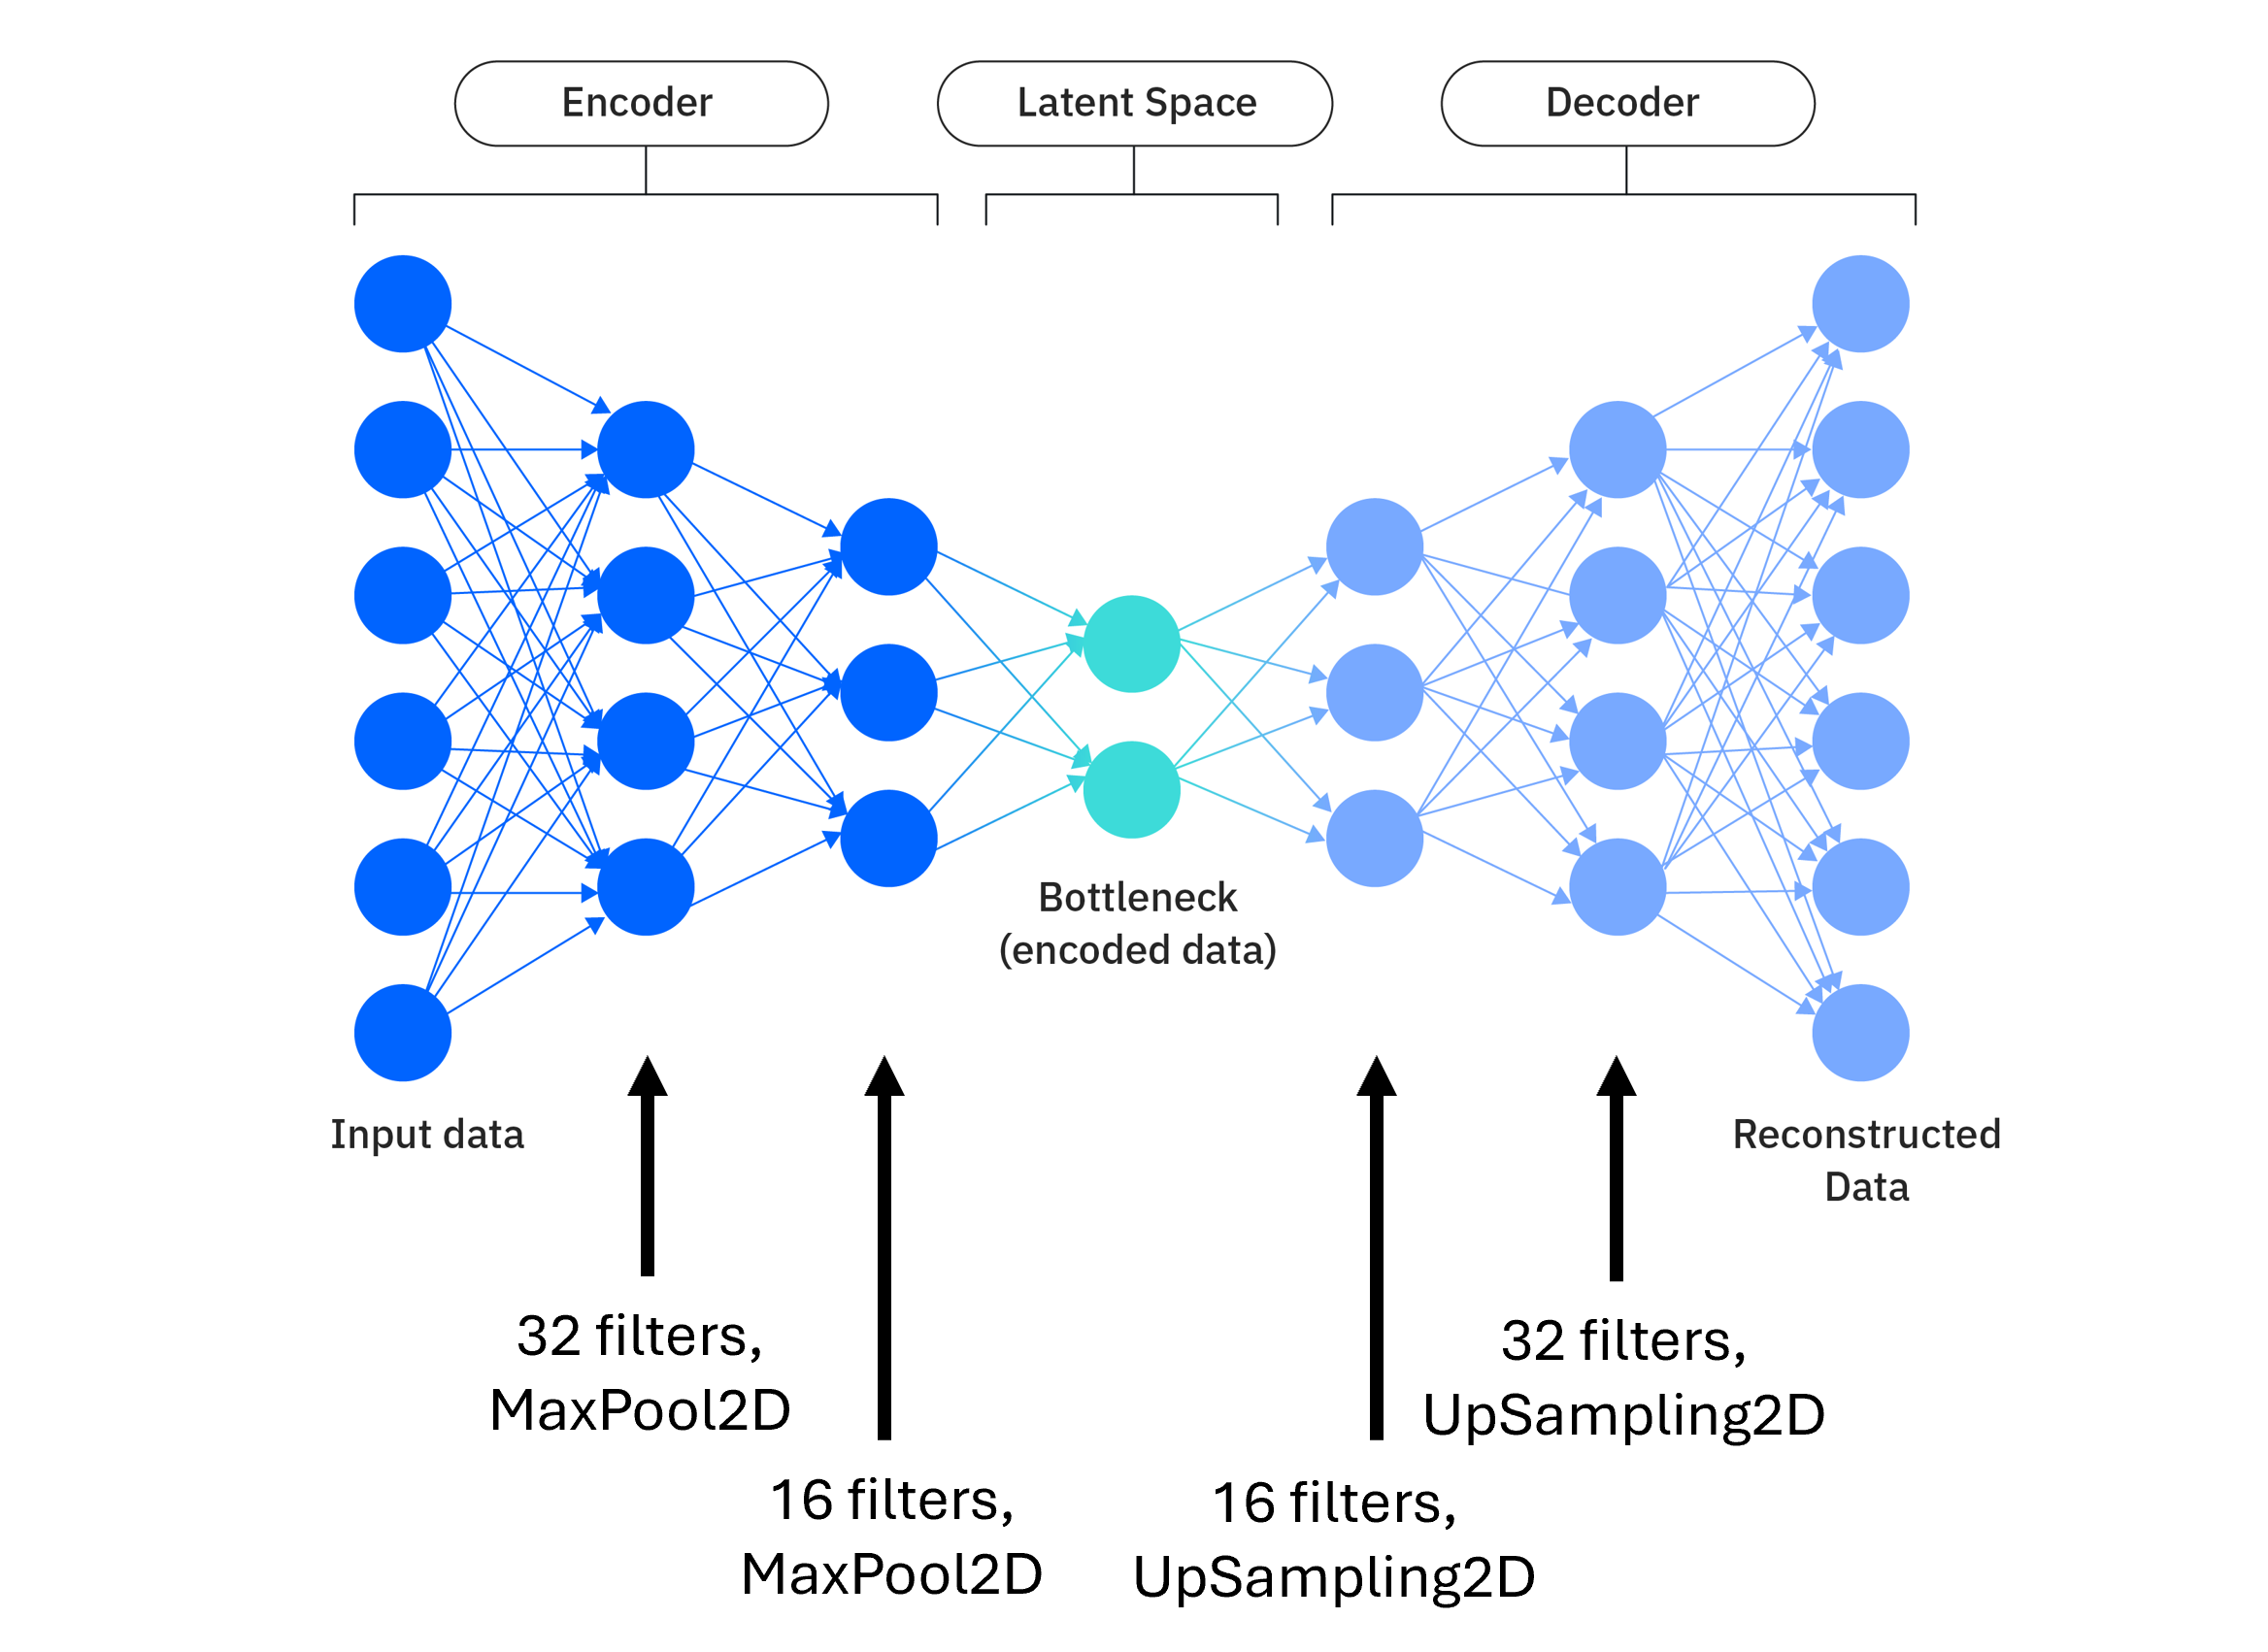 Encoder
Latent Space
Decoder
Bottleneck
(encoded data)
Input data
Reconstructed
Data
32 filters,
MaxPool2D
16 filters,
MaxPool2D
16 filters,
UpSampling2D
32 filters,
UpSampling2D